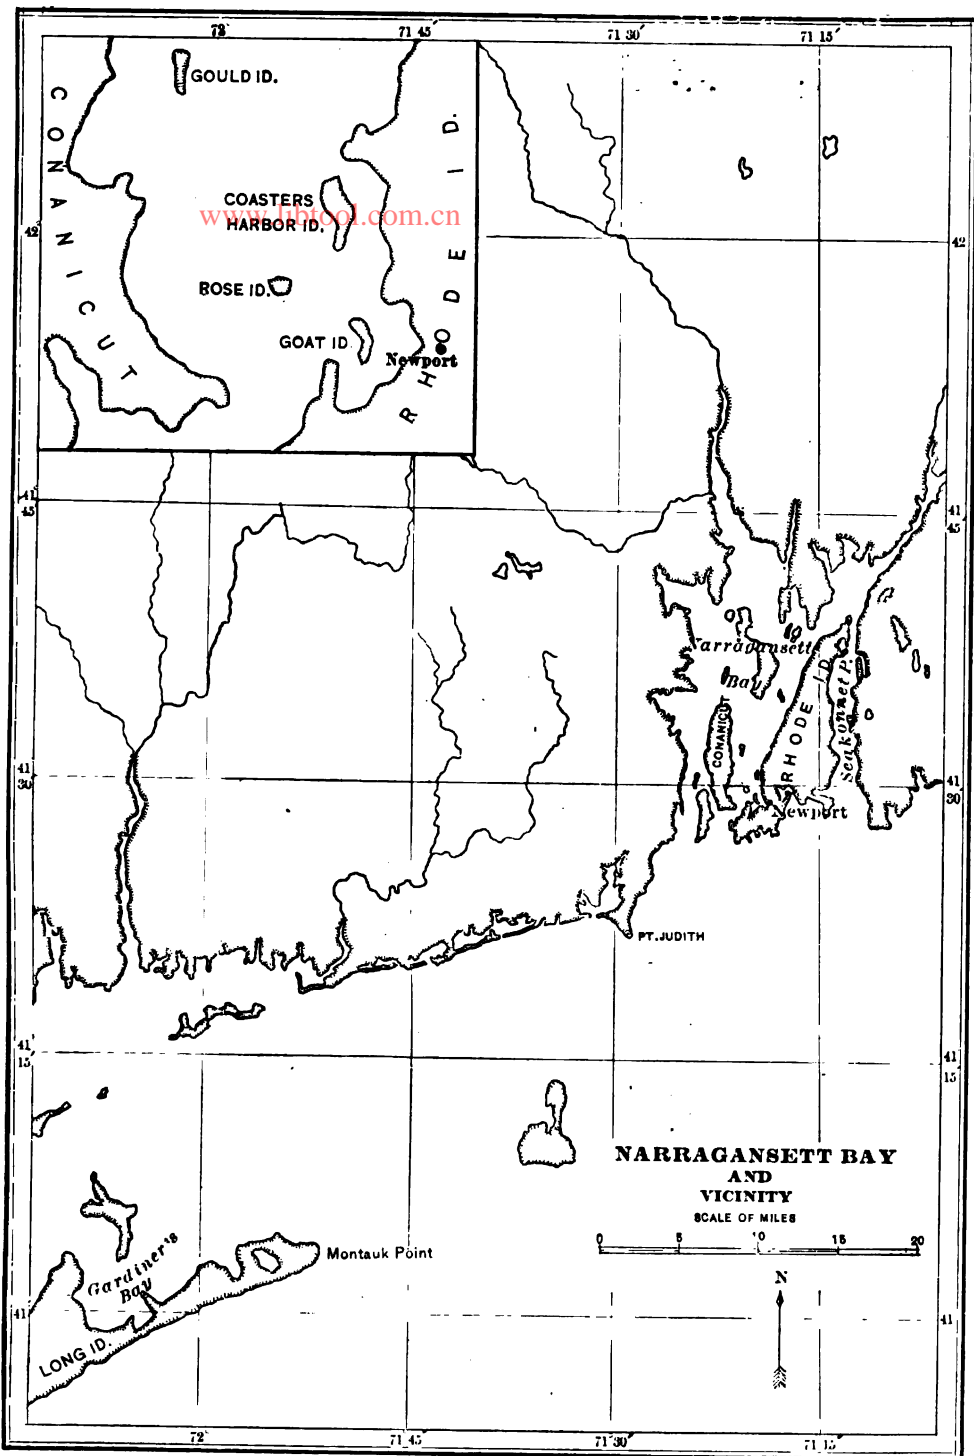 72°
71 45′
71 30′
71 15′
GOULD ID.
CONANICUT
COASTERS
HARBOR ID.
www.libtool.com.cn
ROSE ID.
GOAT ID
Newport
RHODE ID.
42
42
41
45
41
45
Narragansett
Bay
CONANICUT
RHODE ID.
Seakonnet P.
Newport
41
30
41
30
PT. JUDITH
41
15
41
15
NARRAGANSETT BAY
AND
VICINITY
SCALE OF MILES
0 5 10 15 20
N
Montauk Point
Gardiner's
Bay
LONG ID.
41
41
72°
71 45
71 30′
71 15′